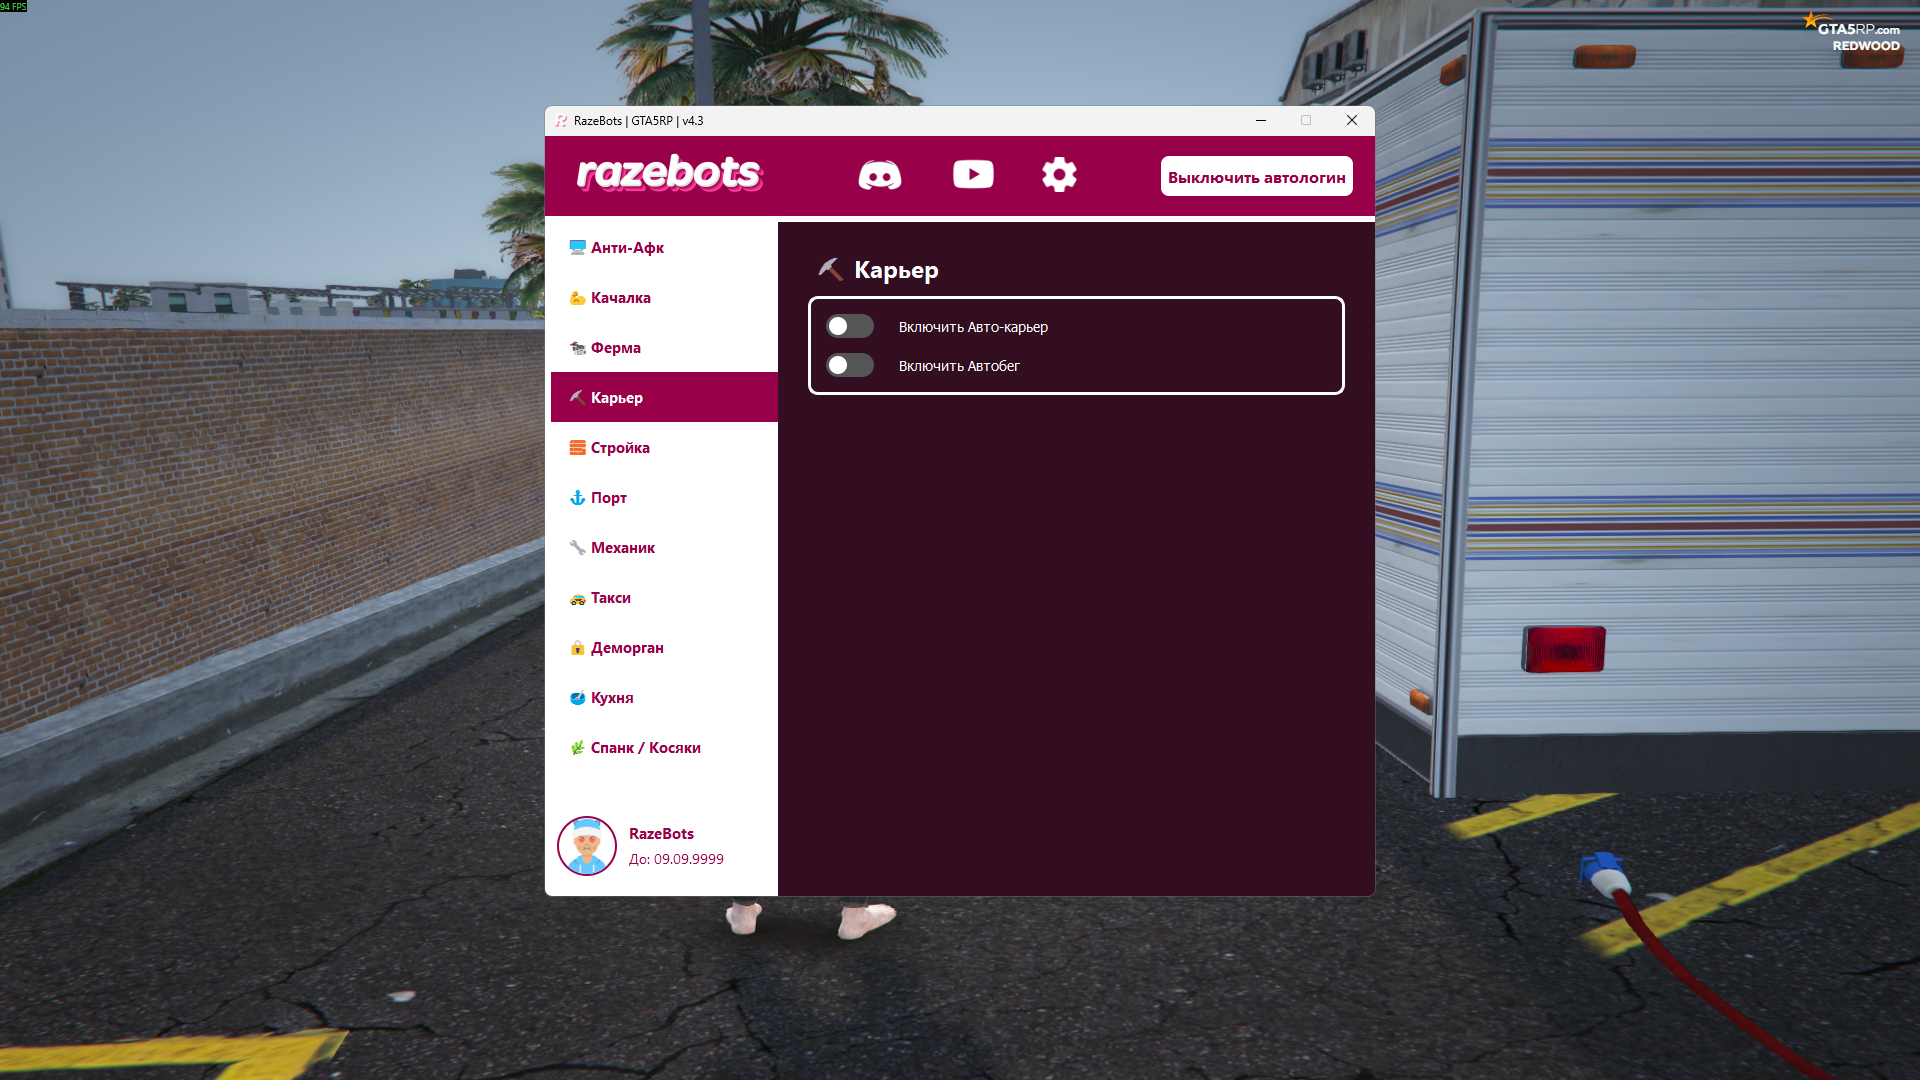 94 FPS
GTA5RP.com
REDWOOD
RazeBots | GTA5RP | v4.3
razebots
Выключить автологин
Анти-Афк
Качалка
Ферма
Карьер
Стройка
Порт
Механик
Такси
Деморган
Кухня
Спанк / Косяки
RazeBots
До: 09.09.9999
Карьер
Включить Авто-карьер
Включить Автобег